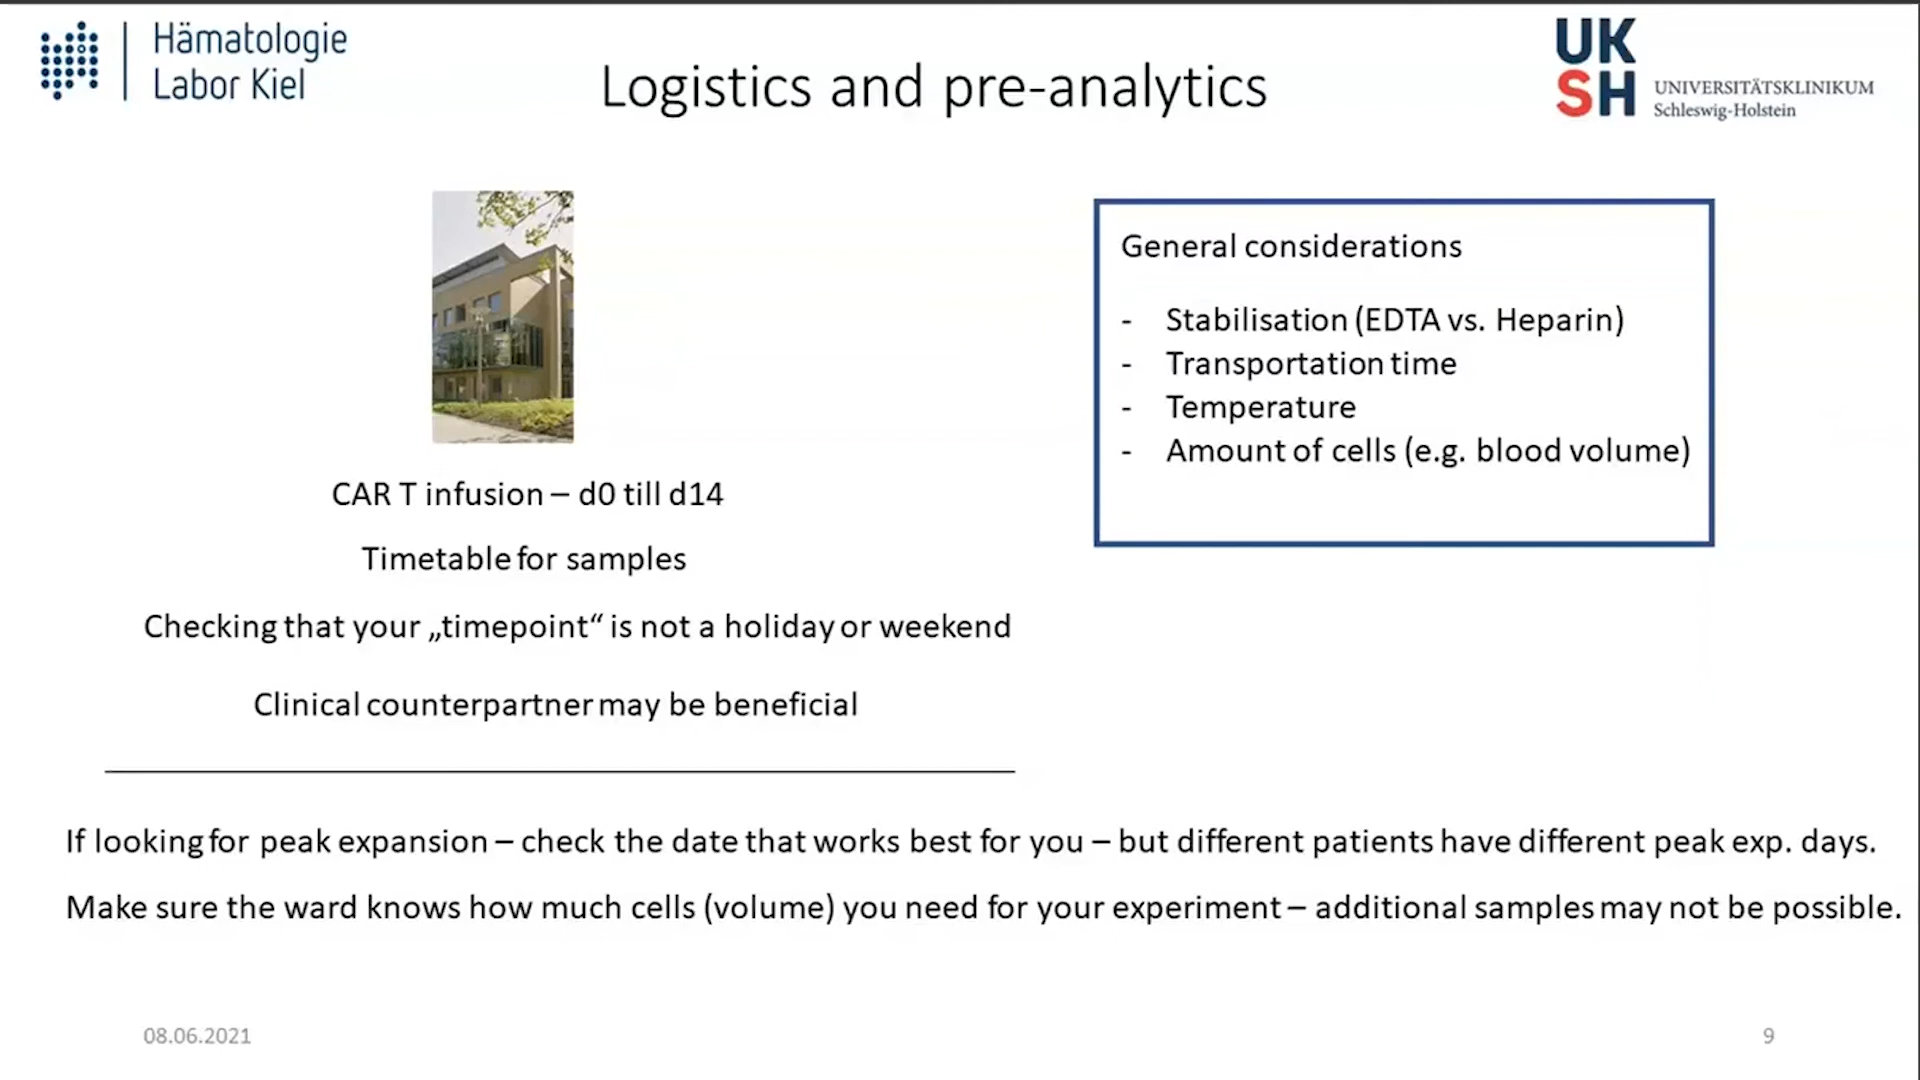 Hämatologie
Labor Kiel
Logistics and pre-analytics
UK
SH
UNIVERSITÄTSKLINIKUM
Schleswig-Holstein
General considerations
- Stabilisation (EDTA vs. Heparin)
- Transportation time
- Temperature
- Amount of cells (e.g. blood volume)
CAR T infusion – d0 till d14
Timetable for samples
Checking that your „timepoint“ is not a holiday or weekend
Clinical counterpartner may be beneficial
If looking for peak expansion – check the date that works best for you – but different patients have different peak exp. days.
Make sure the ward knows how much cells (volume) you need for your experiment – additional samples may not be possible.
08.06.2021
9